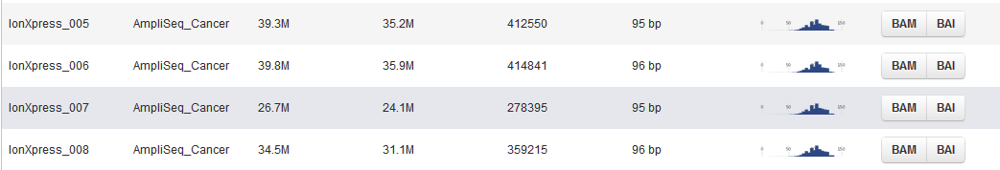 IonXpress_005 AmpliSeq_Cancer 39.3M 35.2M 412550 95 bp 0 50 150 BAM BAI
IonXpress_006 AmpliSeq_Cancer 39.8M 35.9M 414841 96 bp 0 50 150 BAM BAI
IonXpress_007 AmpliSeq_Cancer 26.7M 24.1M 278395 95 bp 0 50 150 BAM BAI
IonXpress_008 AmpliSeq_Cancer 34.5M 31.1M 359215 96 bp 0 50 150 BAM BAI